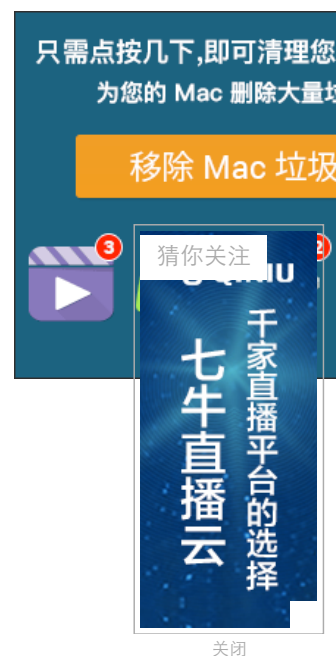 只需点按几下,即可清理您
为您的 Mac 删除大量
移除 Mac 垃圾
3
2
猜你关注
七牛直播云
千家直播平台的选择
关闭